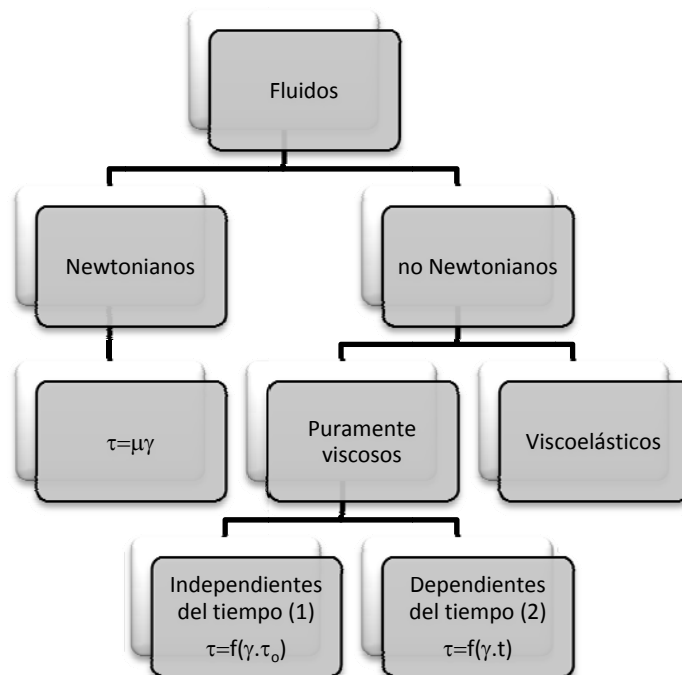 Fluidos
Newtonianos
no Newtonianos
τ=μγ
Puramente
viscosos
Viscoelásticos
Independientes
del tiempo (1)
τ=f(γ.τₒ)
Dependientes
del tiempo (2)
τ=f(γ.t)